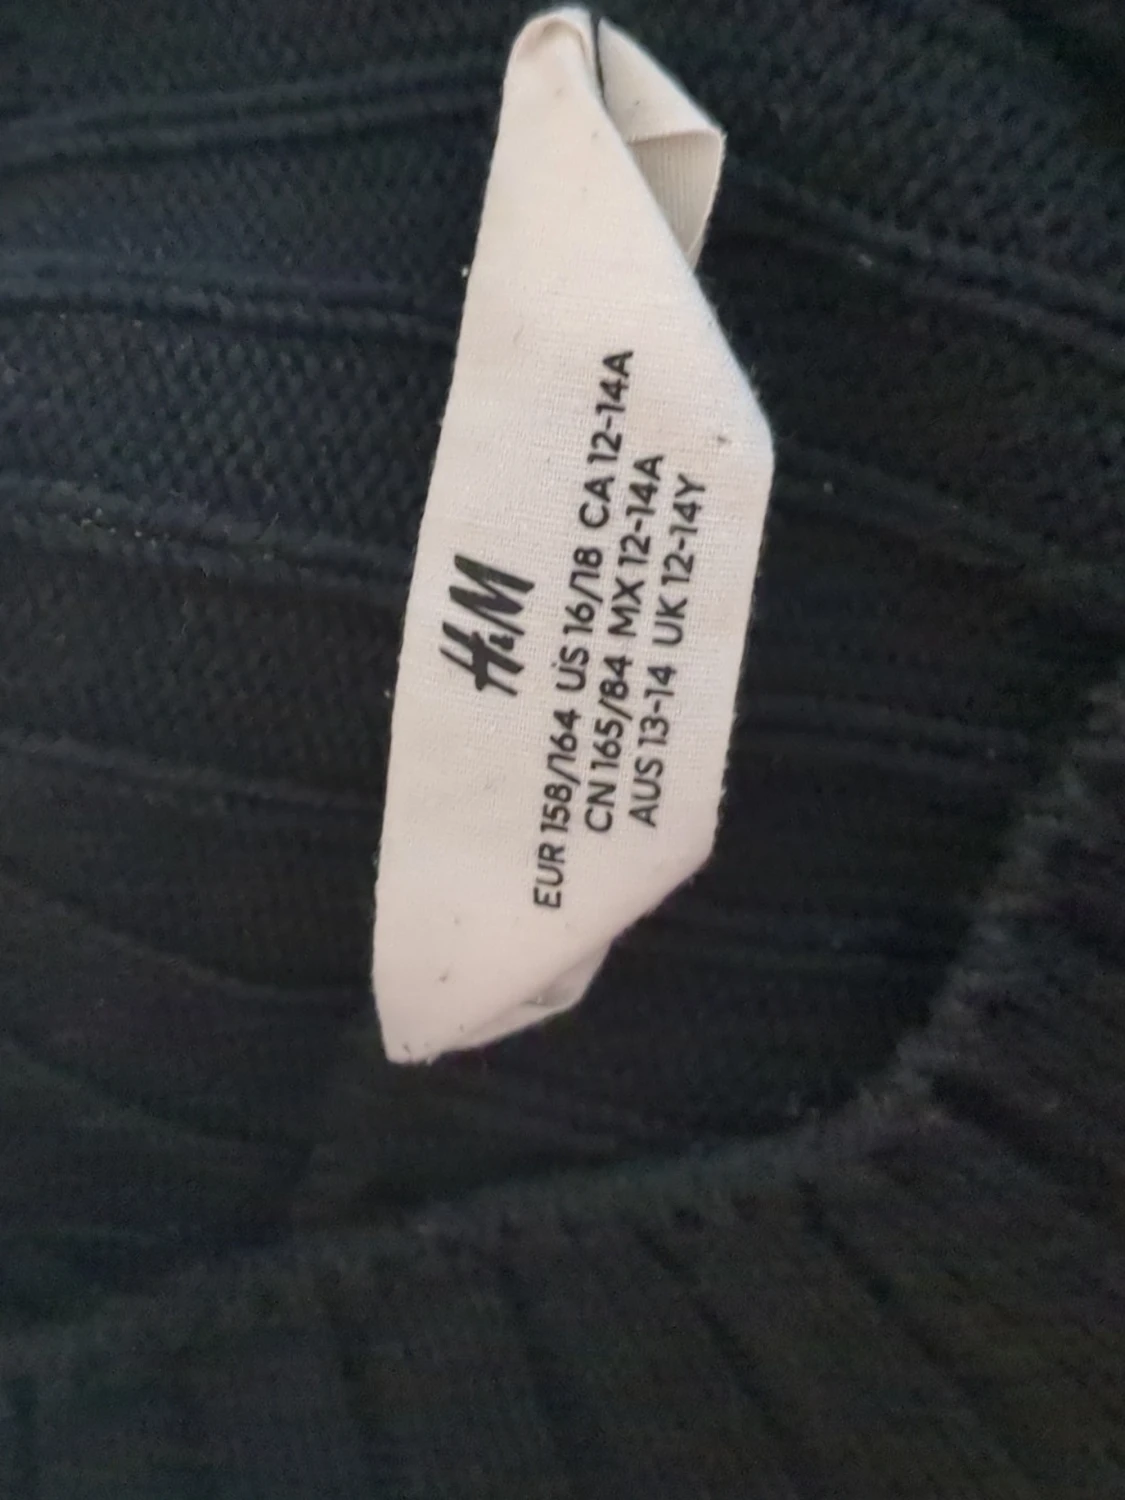 H&M
EUR 158/164 US 16/18 CA 12-14A
CN 165/84 MX 12-14A
AUS 13-14 UK 12-14Y